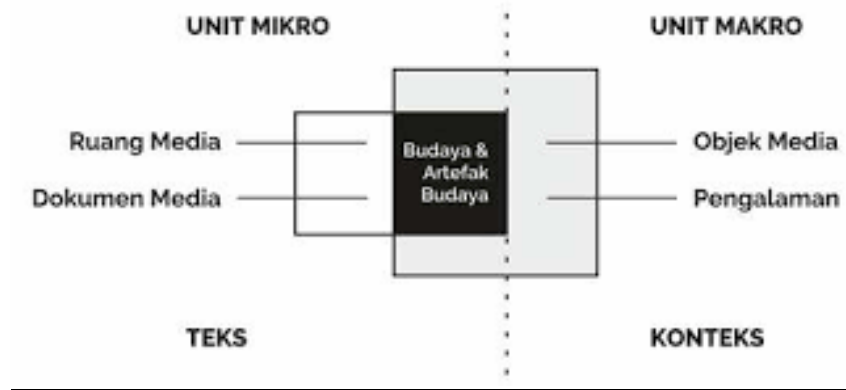 UNIT MIKRO
UNIT MAKRO
Ruang Media
Dokumen Media
Budaya &
Artefak
Budaya
Objek Media
Pengalaman
TEKS
KONTEKS